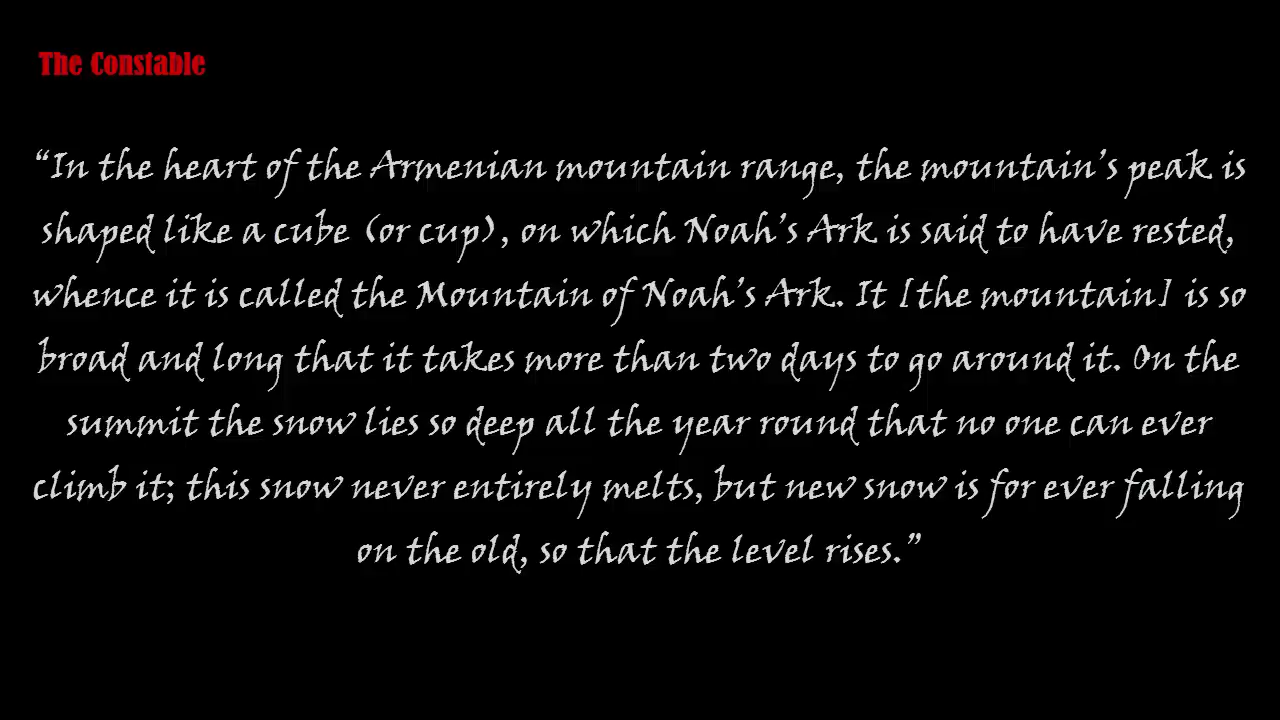 The Constable
“In the heart of the Armenian mountain range, the mountain’s peak is
shaped like a cube (or cup), on which Noah’s Ark is said to have rested,
whence it is called the Mountain of Noah’s Ark. It [the mountain] is so
broad and long that it takes more than two days to go around it. On the
summit the snow lies so deep all the year round that no one can ever
climb it; this snow never entirely melts, but new snow is for ever falling
on the old, so that the level rises.”